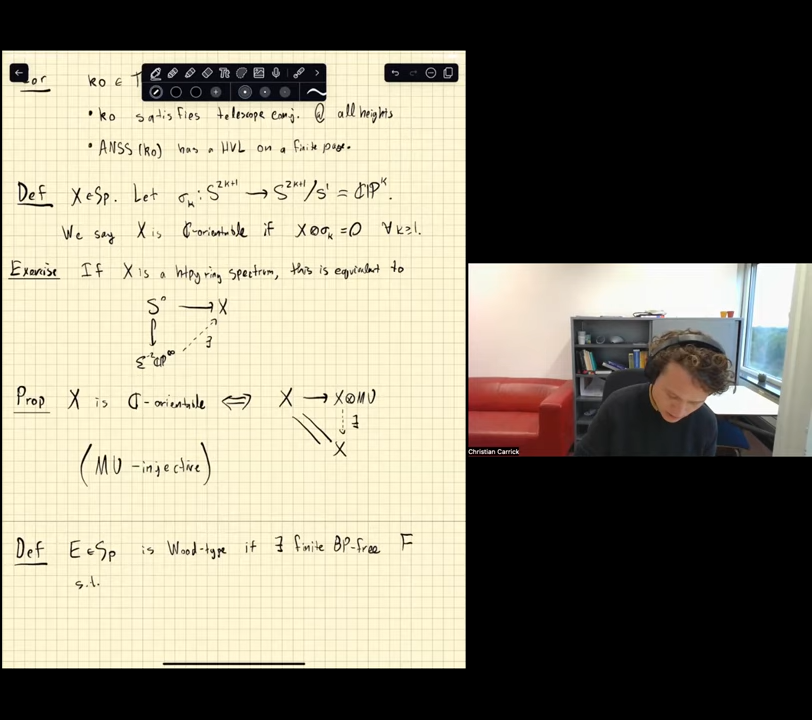 Cor ko ∈ T
• ko satisfies telescope conj. @ all heights
• ANSS(ko) has a HVL on a finite page.
Def X∈Sp. Let σ_k : S^{2k+1} → S^{2k+1}/S^1 = ℂP^k.
We say X is ℂ-orientable if X⊗σ_k = 0 ∀k≥1.
Exercise If X is a htpy ring spectrum, this is equivalent to
S^0 → X
∃
Σ^{-2}ℂP^∞
Prop X is ℂ-orientable ⟺ X → X⊗MU
∃
X
(MU-injective)
Def E∈Sp is Wood-type if ∃ finite BP-free F
s.t.
Christian Carrick